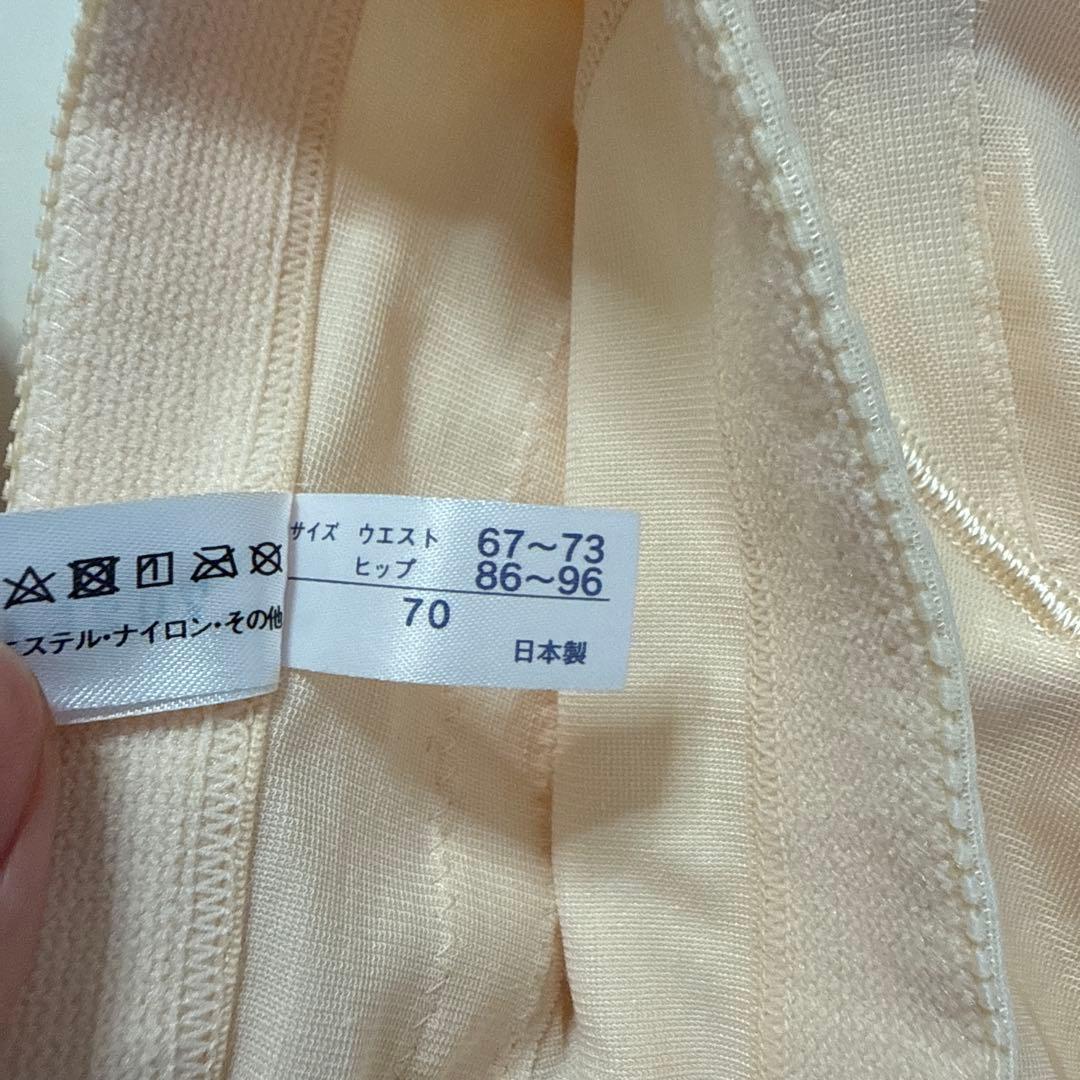 サイズ ウエスト 67~73
ヒップ 86~96
70
日本製
ステル・ナイロン・その他